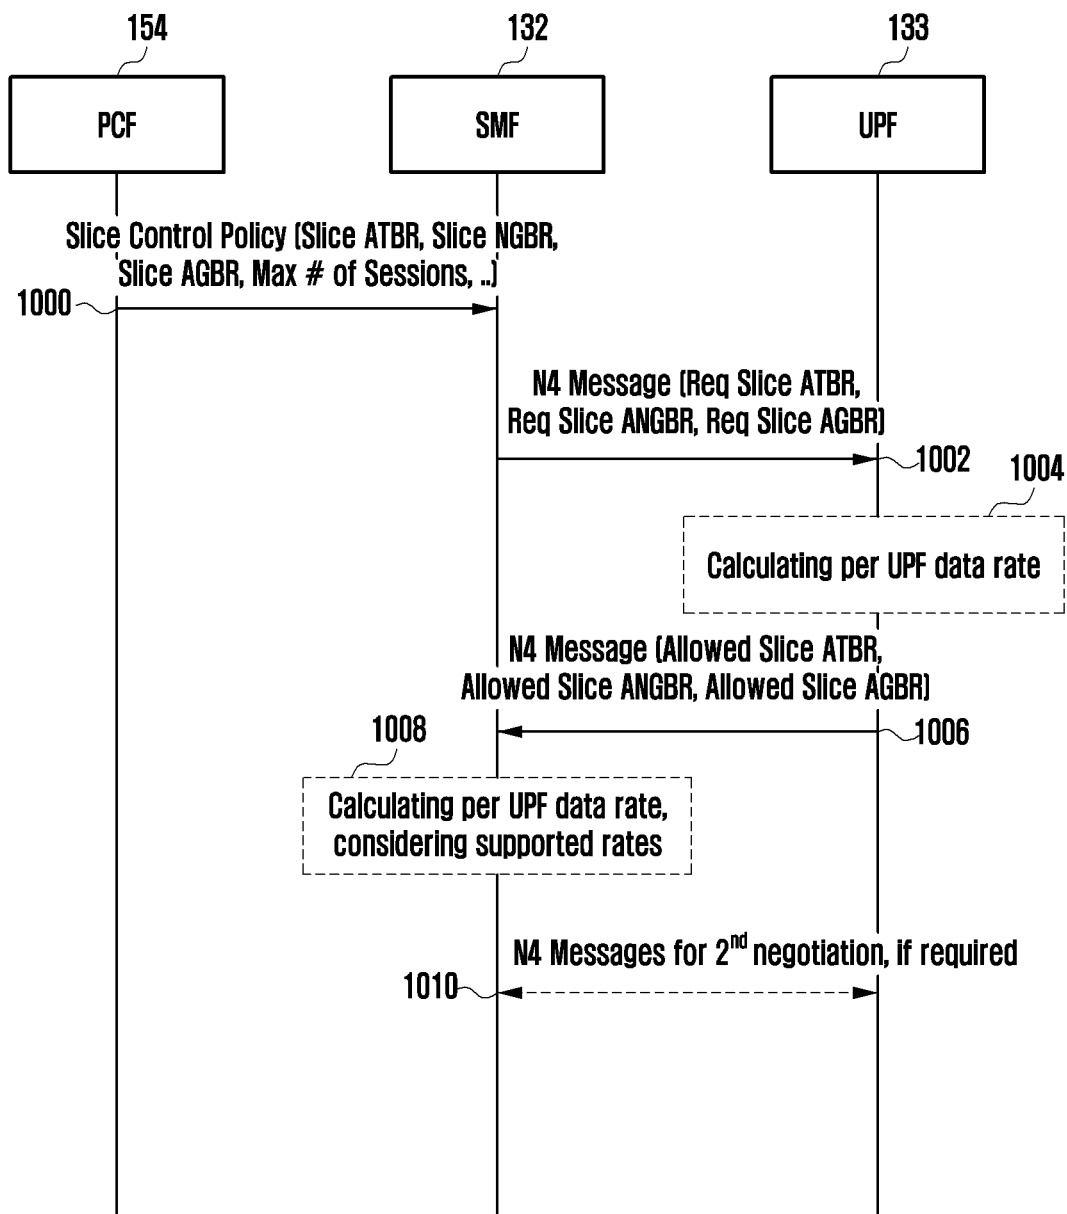 154
132
133
PCF
SMF
UPF
Slice Control Policy (Slice ATBR, Slice NGBR,
Slice AGBR, Max # of Sessions, ..)
1000
N4 Message (Req Slice ATBR,
Req Slice ANGBR, Req Slice AGBR)
1002
1004
Calculating per UPF data rate
N4 Message (Allowed Slice ATBR,
Allowed Slice ANGBR, Allowed Slice AGBR)
1006
1008
Calculating per UPF data rate,
considering supported rates
N4 Messages for 2nd negotiation, if required
1010